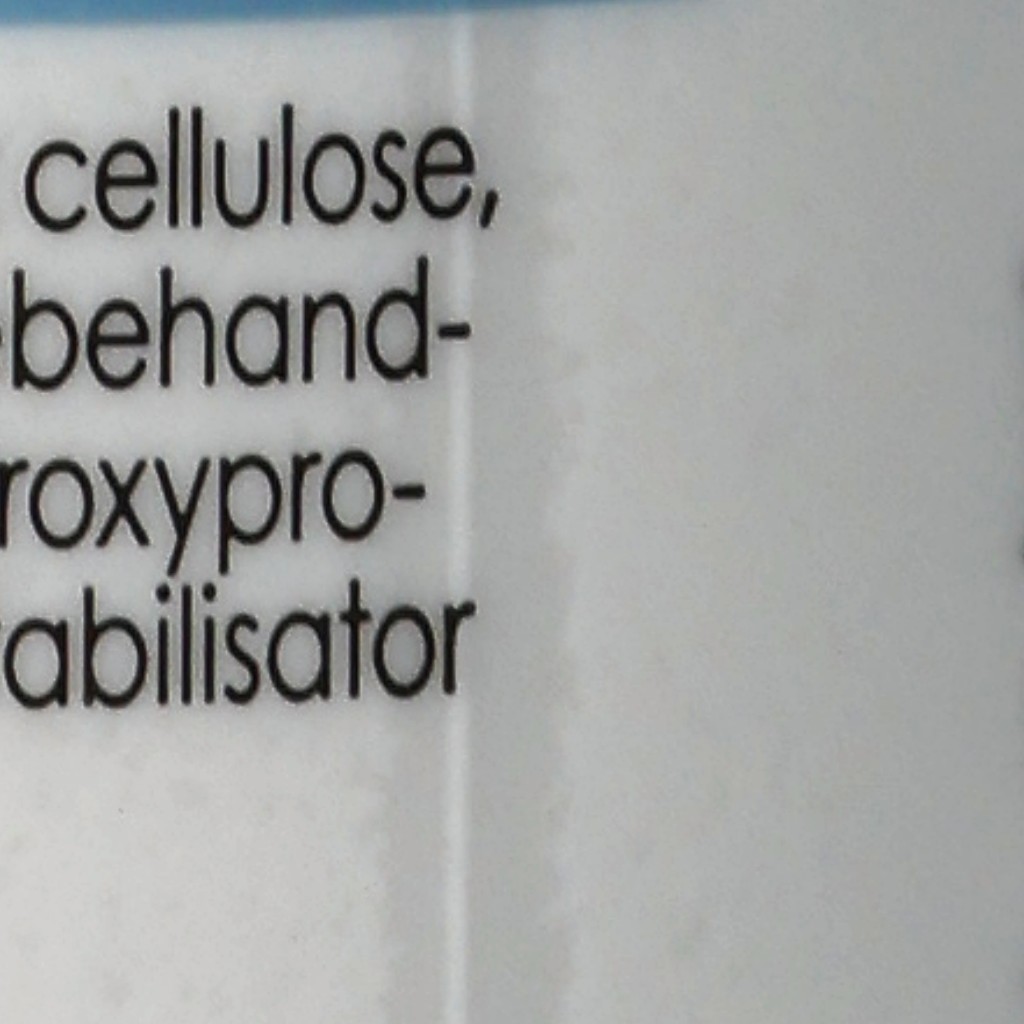 cellulose,
behand-
roxypro-
abilisator